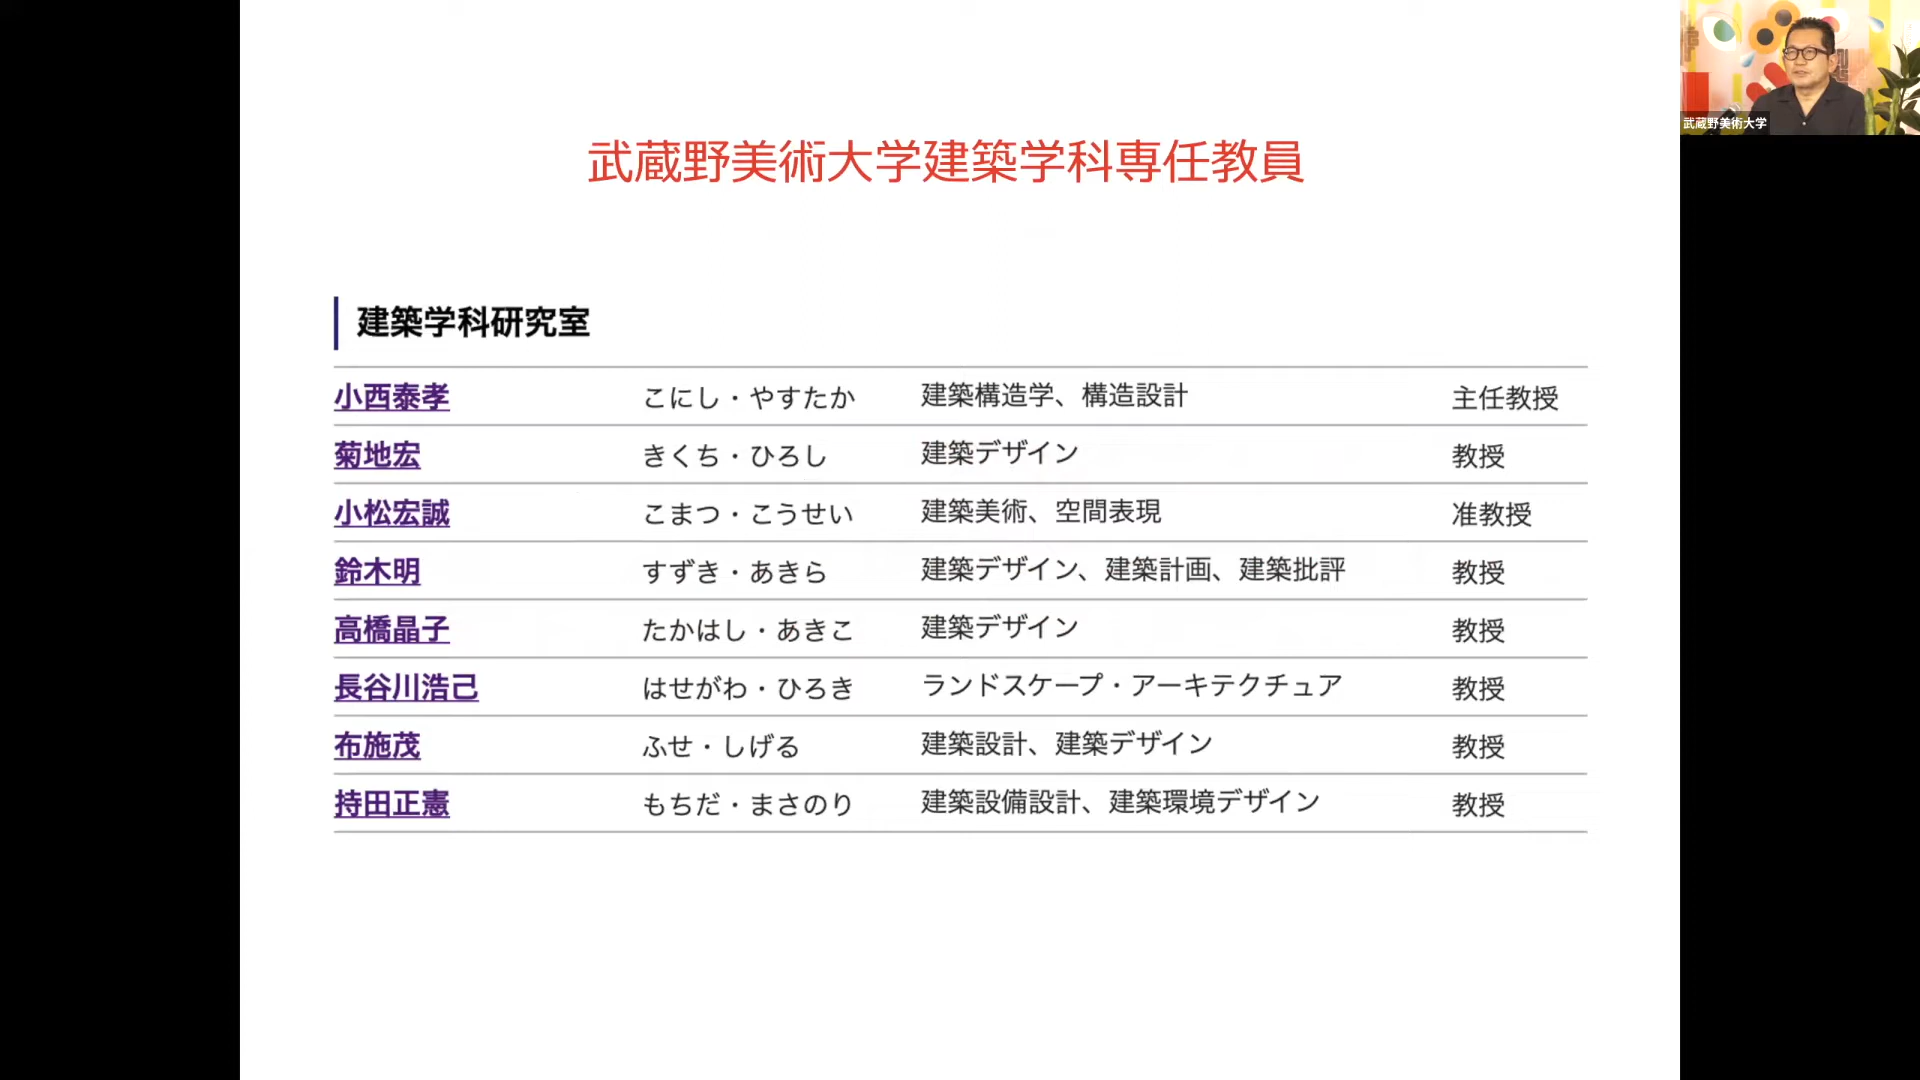 武蔵野美術大学
武蔵野美術大学建築学科専任教員
建築学科研究室
小西泰孝 こにし・やすたか 建築構造学、構造設計 主任教授
菊地宏 きくち・ひろし 建築デザイン 教授
小松宏誠 こまつ・こうせい 建築美術、空間表現 准教授
鈴木明 すずき・あきら 建築デザイン、建築計画、建築批評 教授
高橋晶子 たかはし・あきこ 建築デザイン 教授
長谷川浩己 はせがわ・ひろき ランドスケープ・アーキテクチュア 教授
布施茂 ふせ・しげる 建築設計、建築デザイン 教授
持田正憲 もちだ・まさのり 建築設備設計、建築環境デザイン 教授